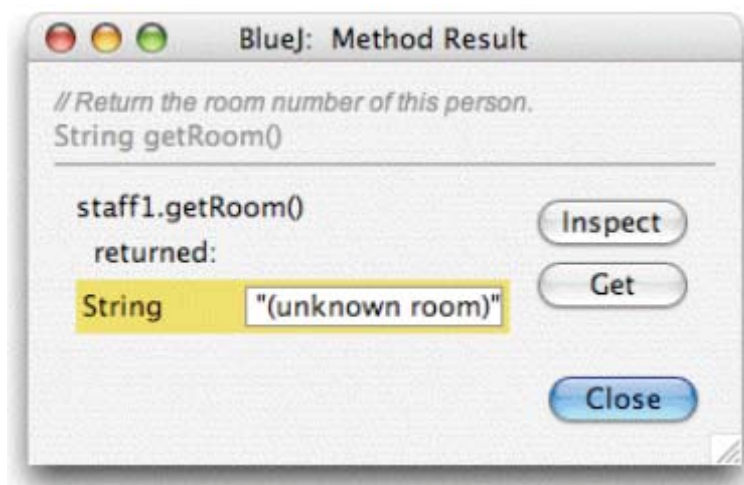 BlueJ: Method Result
// Return the room number of this person.
String getRoom()
staff1.getRoom()
returned:
String "(unknown room)"
Inspect
Get
Close